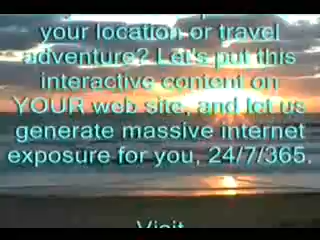 your location or travel
adventure? Let's put this
interactive content on
YOUR web site, and let us
generate massive internet
exposure for you, 24/7/365.
Visit